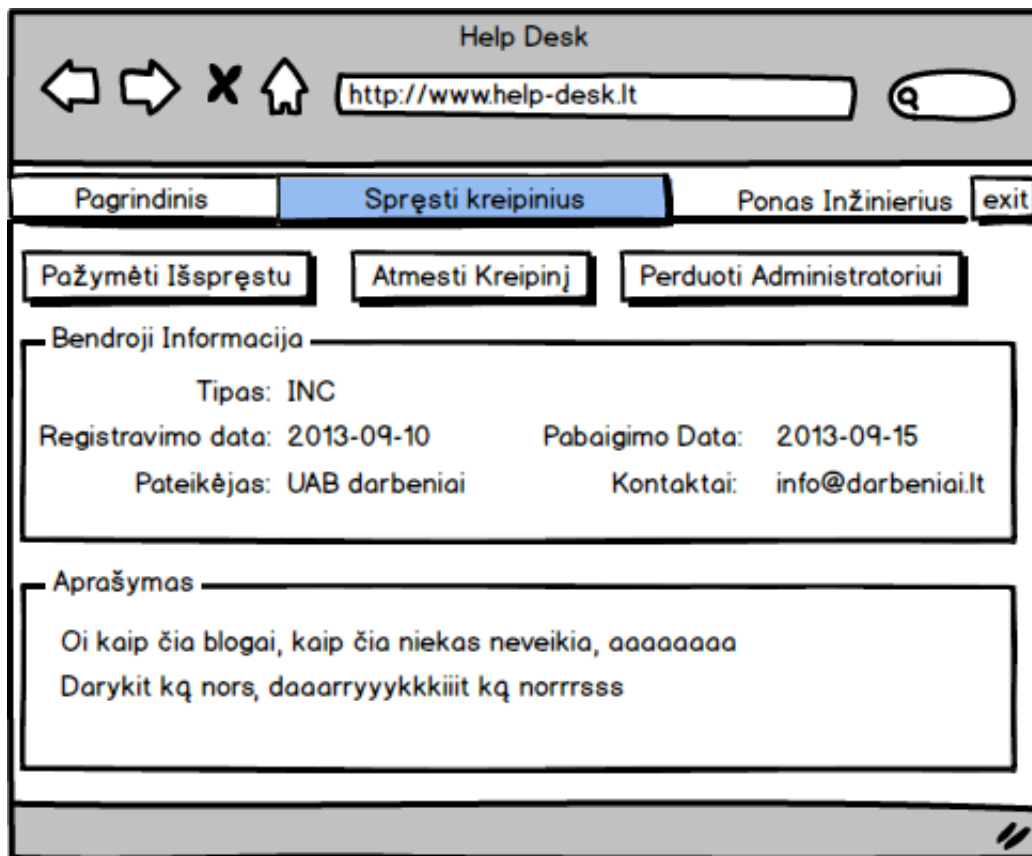 Help Desk
http://www.help-desk.lt
Pagrindinis Spręsti kreipinius Ponas Inžinierius exit
Pažymėti Išspręstu Atmesti Kreipinį Perduoti Administratoriui
Bendroji Informacija
Tipas: INC
Registravimo data: 2013-09-10 Pabaigimo Data: 2013-09-15
Pateikėjas: UAB darbeniai Kontaktai: info@darbeniai.lt
Aprašymas
Oi kaip čia blogai, kaip čia niekas neveikia, aaaaaaaa
Darykit ką nors, daaarryyykkkiiit ką norrrsss